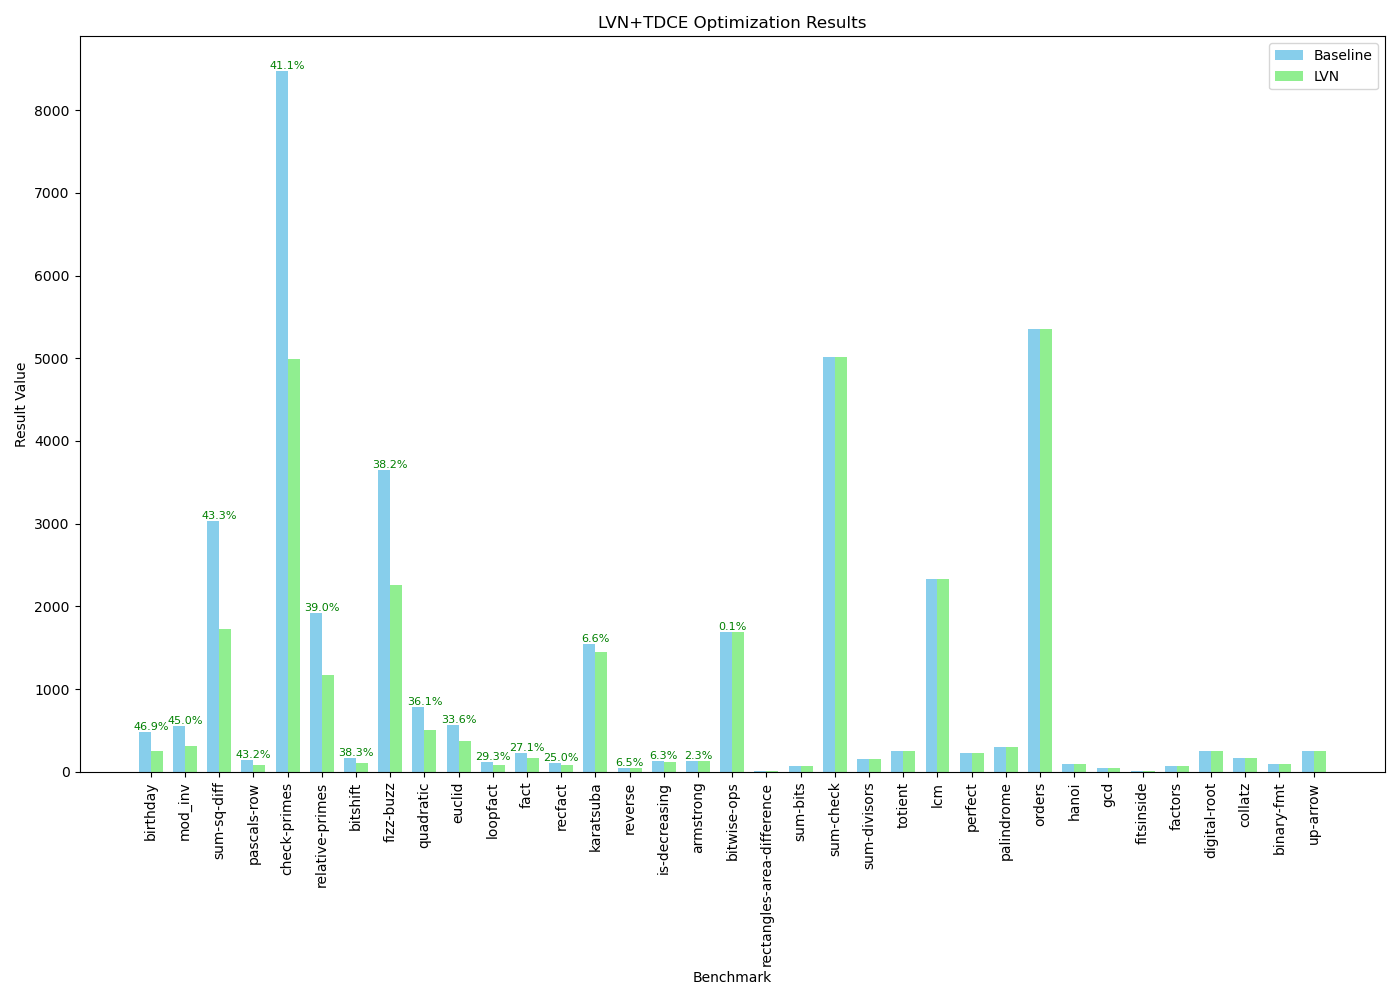 LVN+TDCE Optimization Results
Baseline
LVN
Result Value
8000
7000
6000
5000
4000
3000
2000
1000
0
46.9%
45.0%
43.3%
43.2%
41.1%
39.0%
38.3%
38.2%
36.1%
33.6%
29.3%
27.1%
25.0%
6.6%
6.5%
6.3%
2.3%
0.1%
birthday
mod_inv
sum-sq-diff
pascals-row
check-primes
relative-primes
bitshift
fizz-buzz
quadratic
euclid
loopfact
fact
recfact
karatsuba
reverse
is-decreasing
armstrong
bitwise-ops
rectangles-area-difference
sum-bits
sum-check
sum-divisors
totient
lcm
perfect
palindrome
orders
hanoi
gcd
fitsinside
factors
digital-root
collatz
binary-fmt
up-arrow
Benchmark